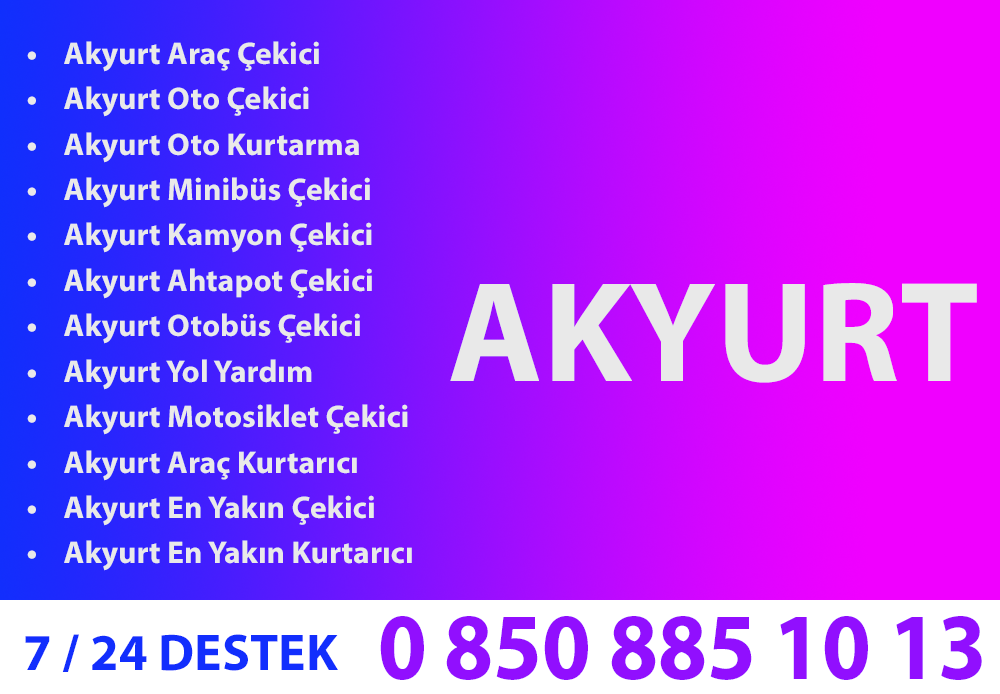 • Akyurt Araç Çekici
• Akyurt Oto Çekici
• Akyurt Oto Kurtarma
• Akyurt Minibüs Çekici
• Akyurt Kamyon Çekici
• Akyurt Ahtapot Çekici
• Akyurt Otobüs Çekici
• Akyurt Yol Yardım
• Akyurt Motosiklet Çekici
• Akyurt Araç Kurtarıcı
• Akyurt En Yakın Çekici
• Akyurt En Yakın Kurtarıcı
AKYURT
7 / 24 DESTEK 0 850 885 10 13